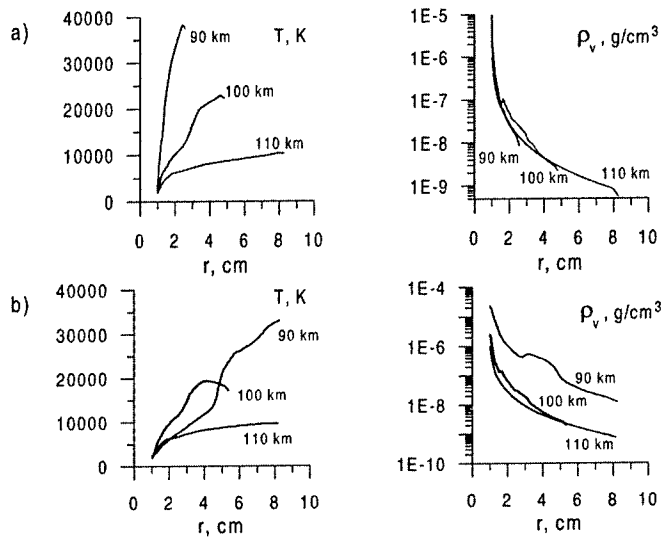 a)
T, K
40000
30000
20000
10000
0
90 km
100 km
110 km
0 2 4 6 8 10
r, cm
ρv, g/cm³
1E-5
1E-6
1E-7
1E-8
1E-9
90 km
100 km
110 km
0 2 4 6 8 10
r, cm
b)
T, K
40000
30000
20000
10000
0
90 km
100 km
110 km
0 2 4 6 8 10
r, cm
ρv, g/cm³
1E-4
1E-6
1E-8
1E-10
90 km
100 km
110 km
0 2 4 6 8 10
r, cm